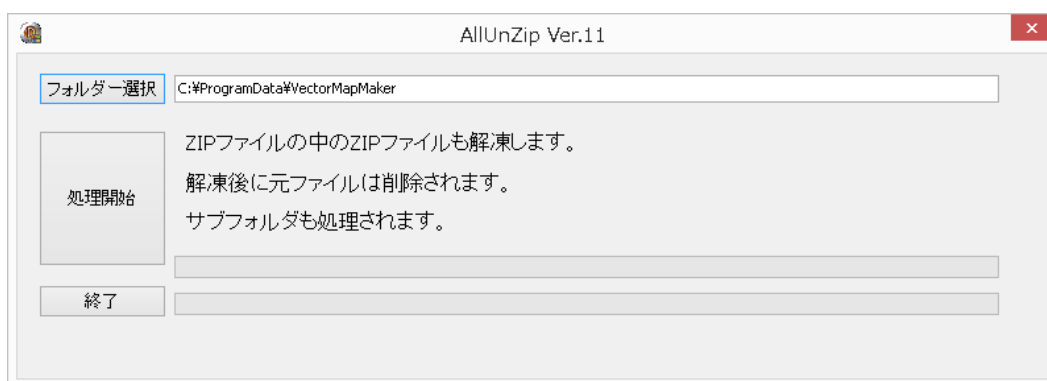 AllUnZip Ver.11
フォルダー選択
C:¥ProgramData¥VectorMapMaker
ZIPファイルの中のZIPファイルも解凍します。
解凍後に元ファイルは削除されます。
処理開始
サブフォルダも処理されます。
終了